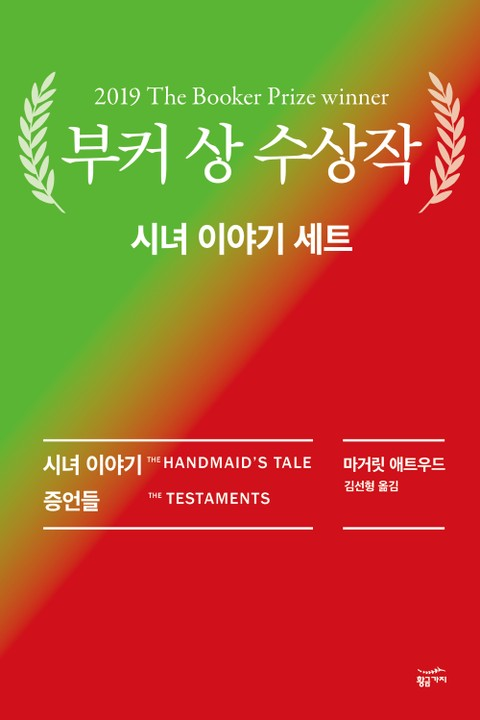 2019 The Booker Prize winner
부커 상 수상작
시녀 이야기 세트
시녀 이야기 THE HANDMAID'S TALE
증언들 THE TESTAMENTS
마거릿 애트우드
김선형 옮김
황금가지